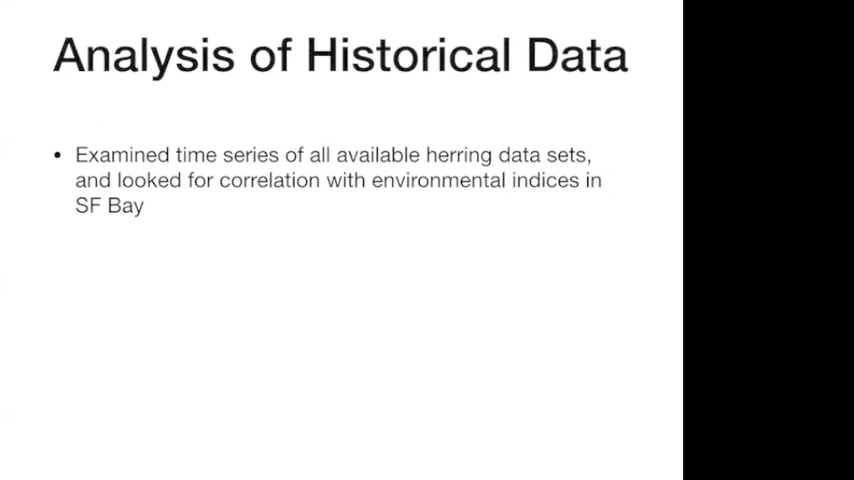 Analysis of Historical Data
• Examined time series of all available herring data sets,
and looked for correlation with environmental indices in
SF Bay